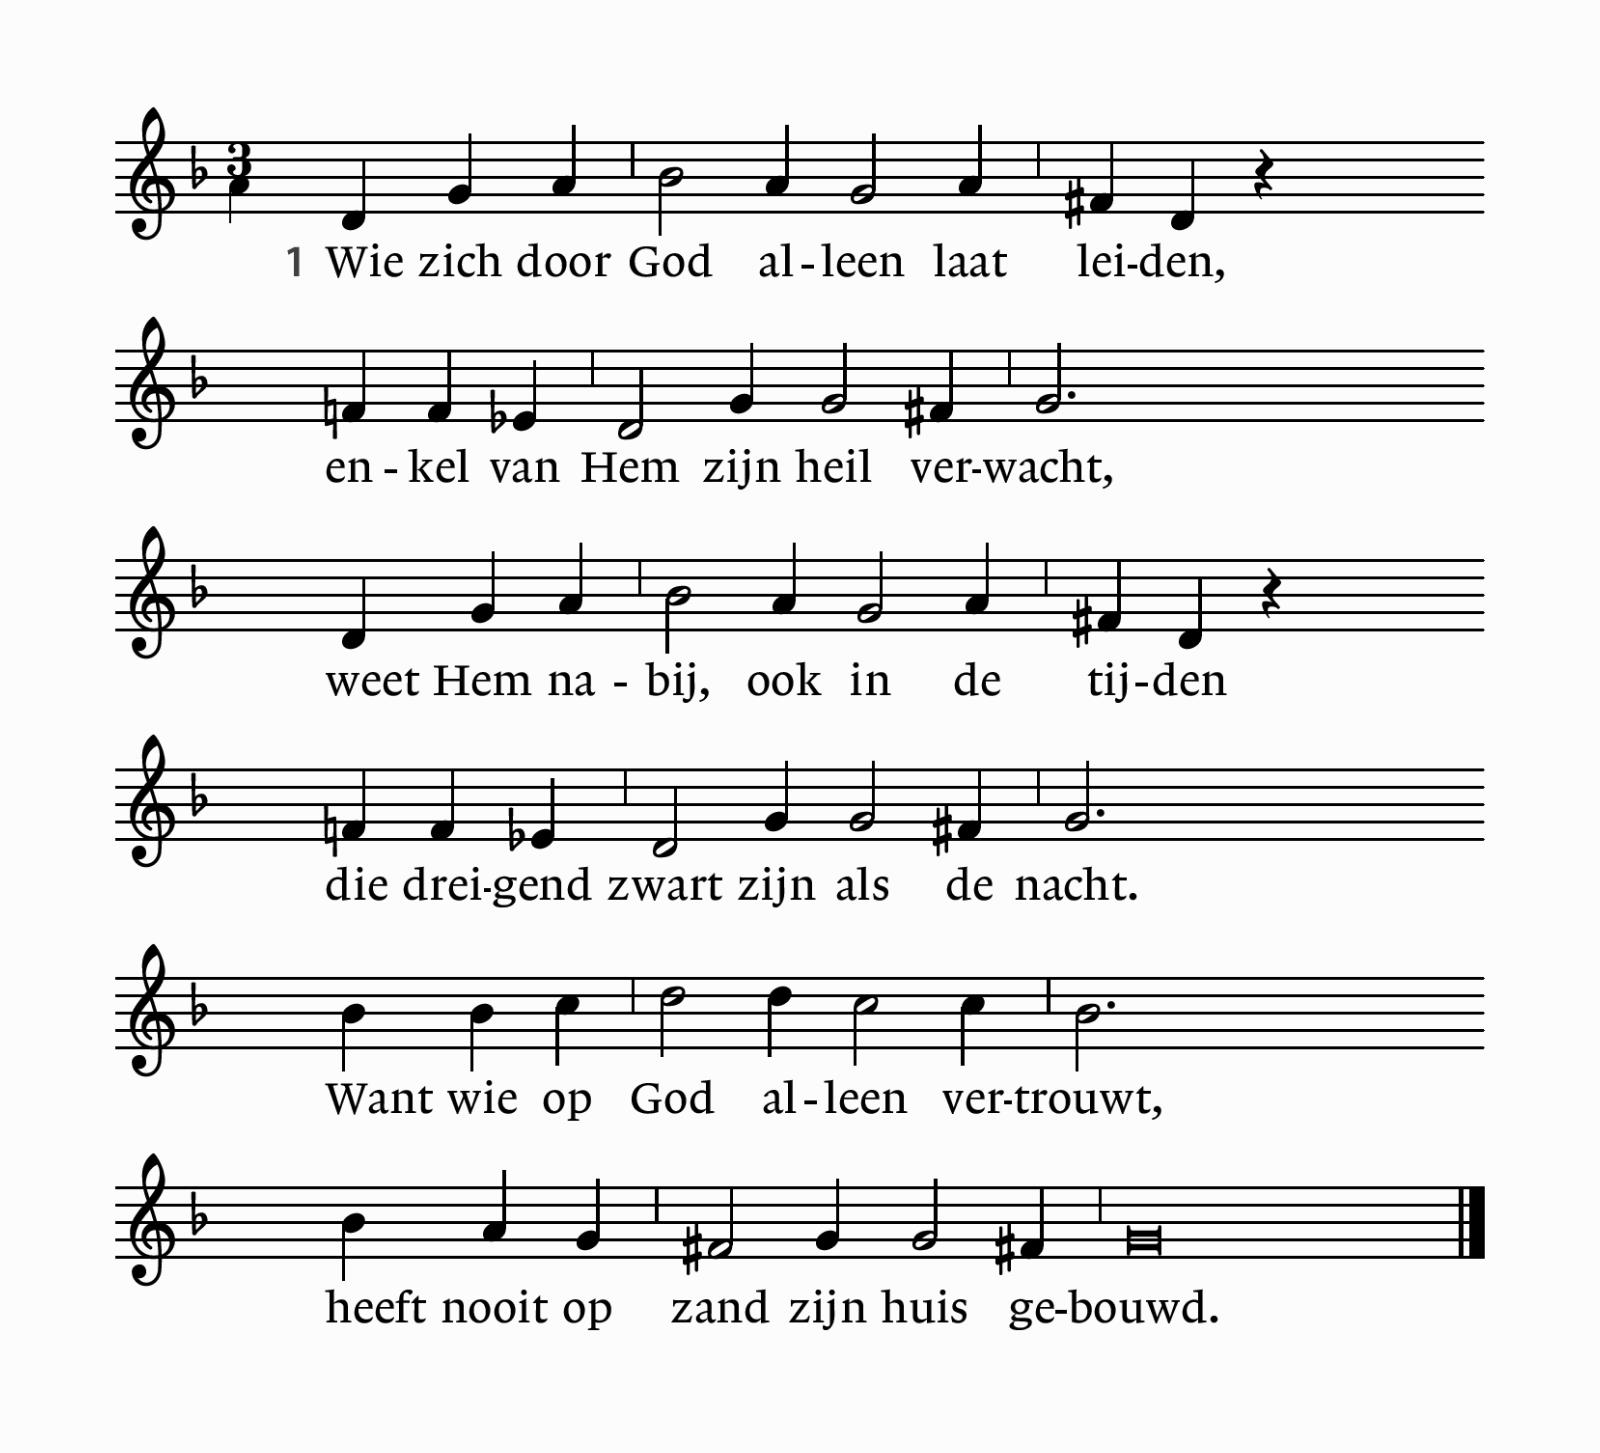 3
1 Wie zich door God al-leen laat lei-den,
en-kel van Hem zijn heil ver-wacht,
weet Hem na-bij, ook in de tij-den
die drei-gend zwart zijn als de nacht.
Want wie op God al-leen ver-trouwt,
heeft nooit op zand zijn huis ge-bouwd.